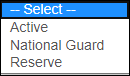 -- Select --
Active
National Guard
Reserve